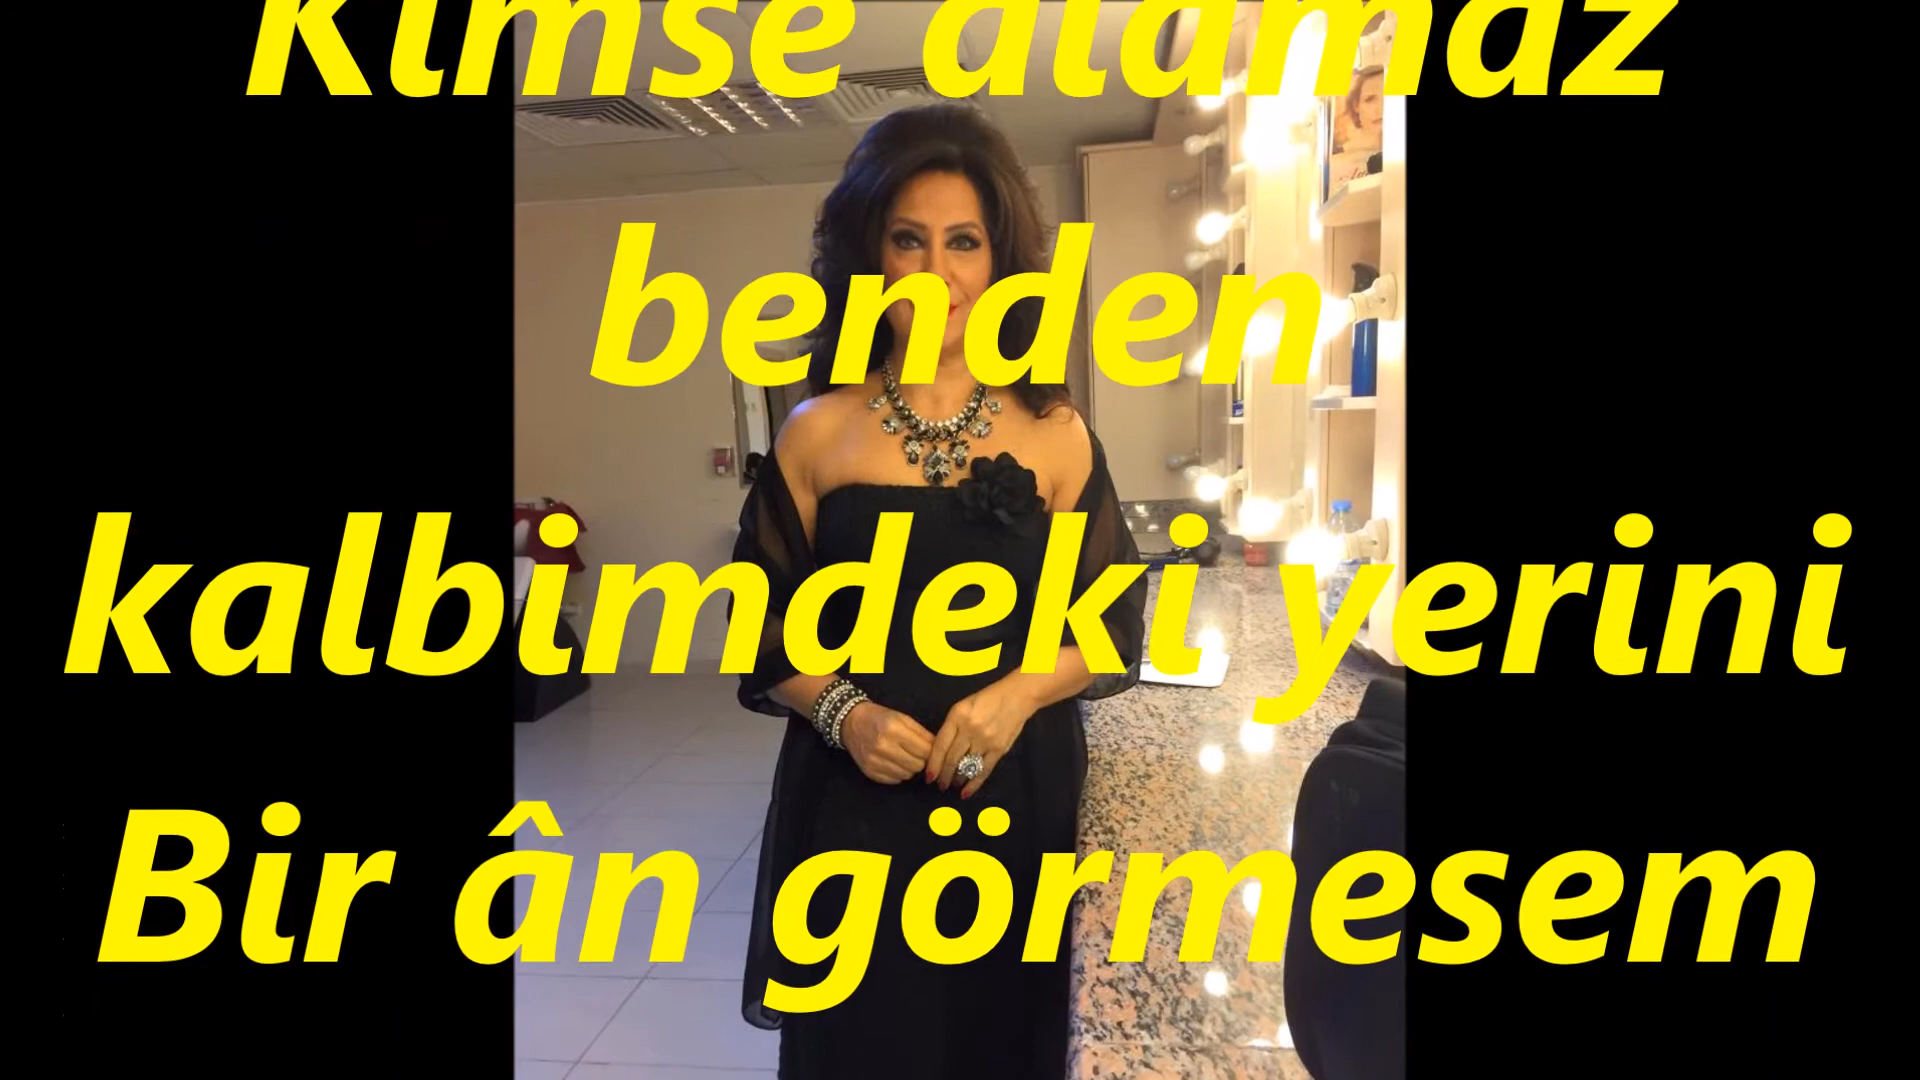 Kimse alamaz
benden
kalbimdeki yerini
Bir ân görmesem